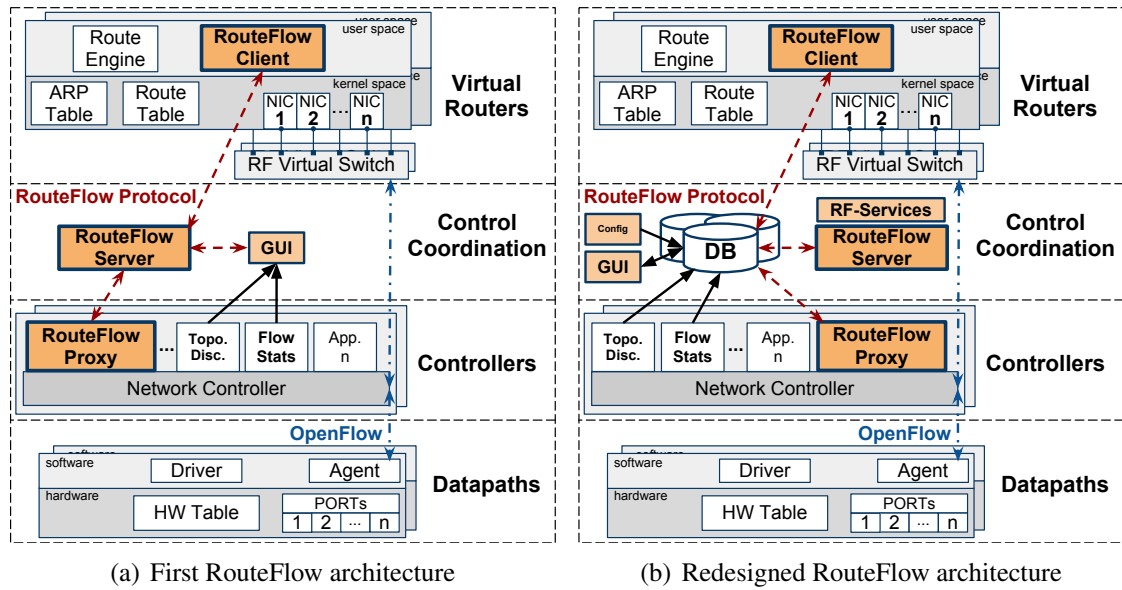 user space
user space
Route
Engine
RouteFlow
Client
kernel space
ARP
Table
Route
Table
NIC
1
NIC
2
...
NIC
n
Virtual
Routers
RF Virtual Switch
RouteFlow Protocol
RouteFlow
Server
GUI
Control
Coordination
RouteFlow
Proxy
...
Topo.
Disc.
Flow
Stats
App.
n
Network Controller
Controllers
OpenFlow
software
software
Driver
Agent
hardware
HW Table
PORTs
1 2 ... n
Datapaths
(a) First RouteFlow architecture
user space
user space
Route
Engine
RouteFlow
Client
kernel space
ARP
Table
Route
Table
NIC
1
NIC
2
...
NIC
n
Virtual
Routers
RF Virtual Switch
RouteFlow Protocol
Config
GUI
DB
RF-Services
RouteFlow
Server
Control
Coordination
Topo.
Disc.
Flow
Stats
...
App.
n
RouteFlow
Proxy
Network Controller
Controllers
OpenFlow
software
software
Driver
Agent
hardware
HW Table
PORTs
1 2 ... n
Datapaths
(b) Redesigned RouteFlow architecture